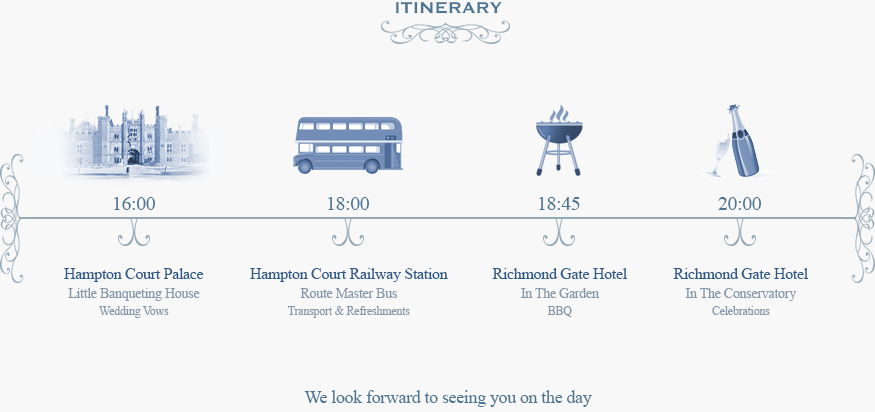 ITINERARY
16:00
18:00
18:45
20:00
Hampton Court Palace
Little Banqueting House
Wedding Vows
Hampton Court Railway Station
Route Master Bus
Transport & Refreshments
Richmond Gate Hotel
In The Garden
BBQ
Richmond Gate Hotel
In The Conservatory
Celebrations
We look forward to seeing you on the day